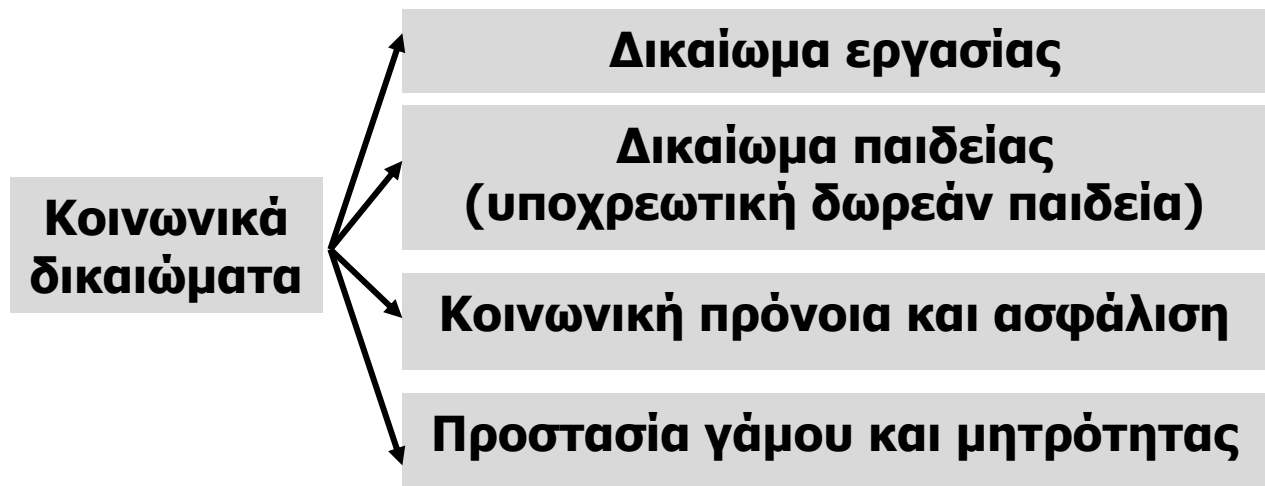 Κοινωνικά
δικαιώματα
Δικαίωμα εργασίας
Δικαίωμα παιδείας
(υποχρεωτική δωρεάν παιδεία)
Κοινωνική πρόνοια και ασφάλιση
Προστασία γάμου και μητρότητας